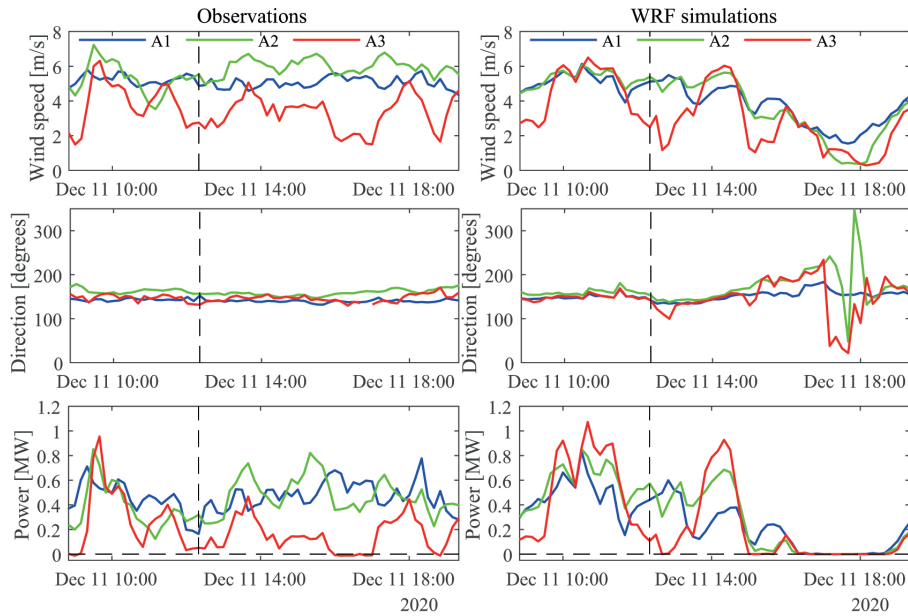 Observations WRF simulations
A1 A2 A3 A1 A2 A3
Wind speed [m/s] Wind speed [m/s]
8 8
6 6
4 4
2 2
0 0
Dec 11 10:00 Dec 11 14:00 Dec 11 18:00 Dec 11 10:00 Dec 11 14:00 Dec 11 18:00
Direction [degrees] Direction [degrees]
300 300
200 200
100 100
0 0
Dec 11 10:00 Dec 11 14:00 Dec 11 18:00 Dec 11 10:00 Dec 11 14:00 Dec 11 18:00
Power [MW] Power [MW]
1.2 1.2
1 1
0.8 0.8
0.6 0.6
0.4 0.4
0.2 0.2
0 0
Dec 11 10:00 Dec 11 14:00 Dec 11 18:00 Dec 11 10:00 Dec 11 14:00 Dec 11 18:00
2020 2020